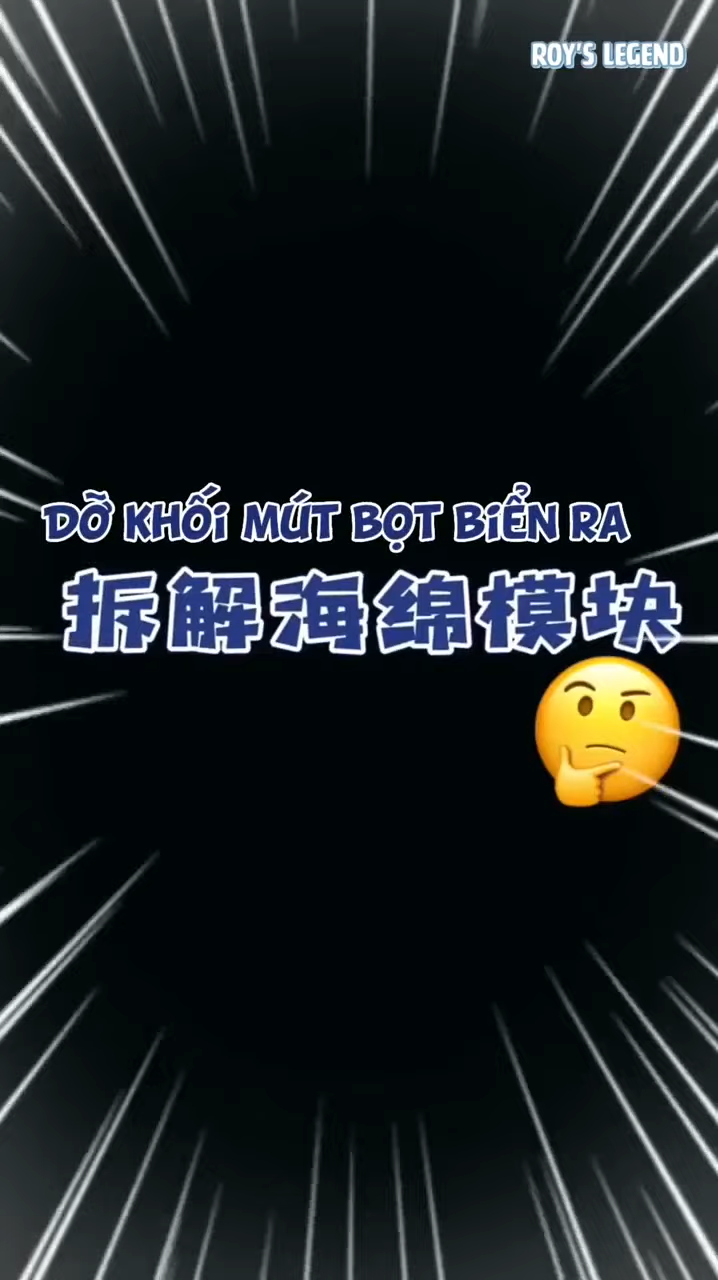 ROY'S LEGEND
DỠ KHỐI MÚT BỌT BIỂN RA
拆解海绵模块